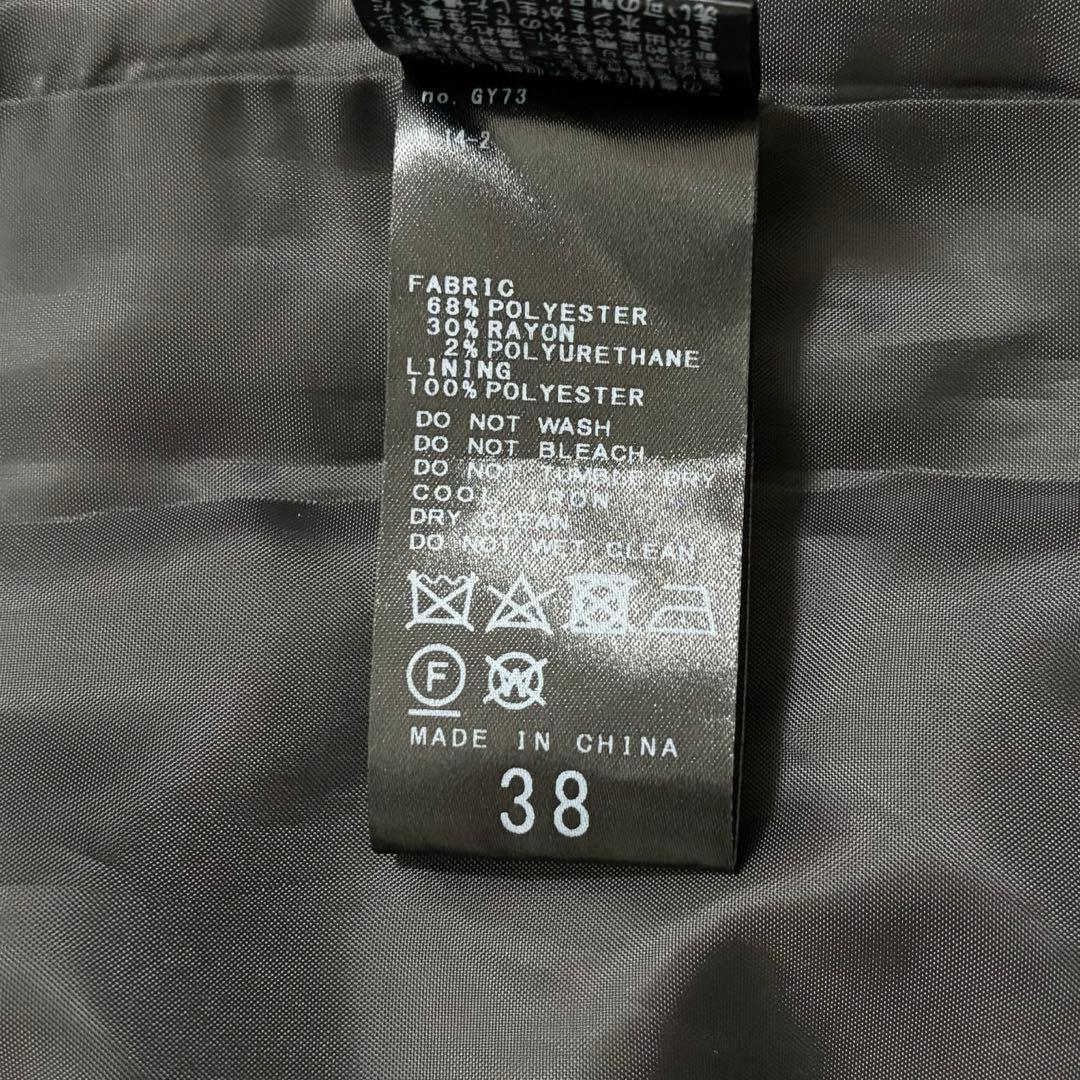 no. GY73
14-2
FABRIC
68% POLYESTER
30% RAYON
2% POLYURETHANE
LINING
100% POLYESTER
DO NOT WASH
DO NOT BLEACH
DO NOT TUMBLE DRY
COOL IRON
DRY CLEAN
DO NOT WET CLEAN
F W
MADE IN CHINA
38